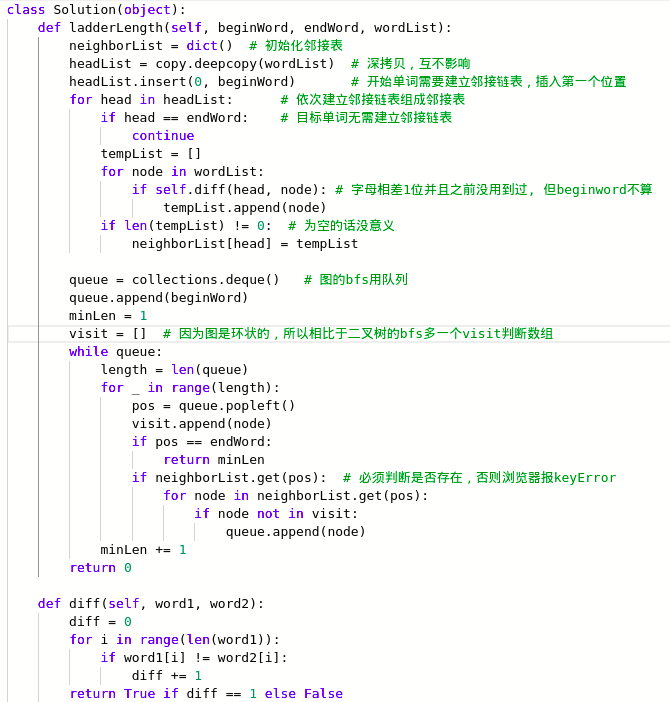 class Solution(object):
    def ladderLength(self, beginWord, endWord, wordList):
        neighborList = dict()  # 初始化邻接表
        headList = copy.deepcopy(wordList)  # 深拷贝，互不影响
        headList.insert(0, beginWord)       # 开始单词需要建立邻接链表，插入第一个位置
        for head in headList:      # 依次建立邻接链表组成邻接表
            if head == endWord:    # 目标单词无需建立邻接链表
                continue
            tempList = []
            for node in wordList:
                if self.diff(head, node): # 字母相差1位并且之前没用到过, 但beginword不算
                    tempList.append(node)
            if len(tempList) != 0:  # 为空的话没意义
                neighborList[head] = tempList
        queue = collections.deque()   # 图的bfs用队列
        queue.append(beginWord)
        minLen = 1
        visit = []  # 因为图是环状的，所以相比于二叉树的bfs多一个visit判断数组
        while queue:
            length = len(queue)
            for _ in range(length):
                pos = queue.popleft()
                visit.append(node)
                if pos == endWord:
                    return minLen
                if neighborList.get(pos):  # 必须判断是否存在，否则浏览器报keyError
                    for node in neighborList.get(pos):
                        if node not in visit:
                            queue.append(node)
            minLen += 1
        return 0
    def diff(self, word1, word2):
        diff = 0
        for i in range(len(word1)):
            if word1[i] != word2[i]:
                diff += 1
        return True if diff == 1 else False